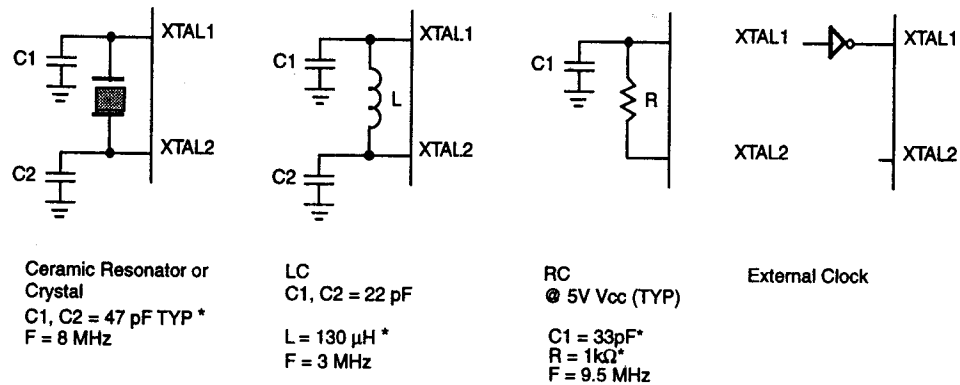 XTAL1
C1
XTAL2
C2
Ceramic Resonator or
Crystal
C1, C2 = 47 pF TYP *
F = 8 MHz
XTAL1
C1
L
XTAL2
C2
LC
C1, C2 = 22 pF
L = 130 µH *
F = 3 MHz
C1
R
RC
@ 5V Vcc (TYP)
C1 = 33pF*
R = 1kΩ*
F = 9.5 MHz
XTAL1
XTAL1
XTAL2
XTAL2
External Clock